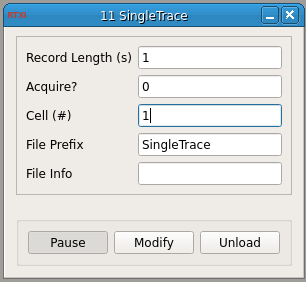 RTXI 11 SingleTrace
Record Length (s) 1
Acquire? 0
Cell (#) 1
File Prefix SingleTrace
File Info
Pause Modify Unload